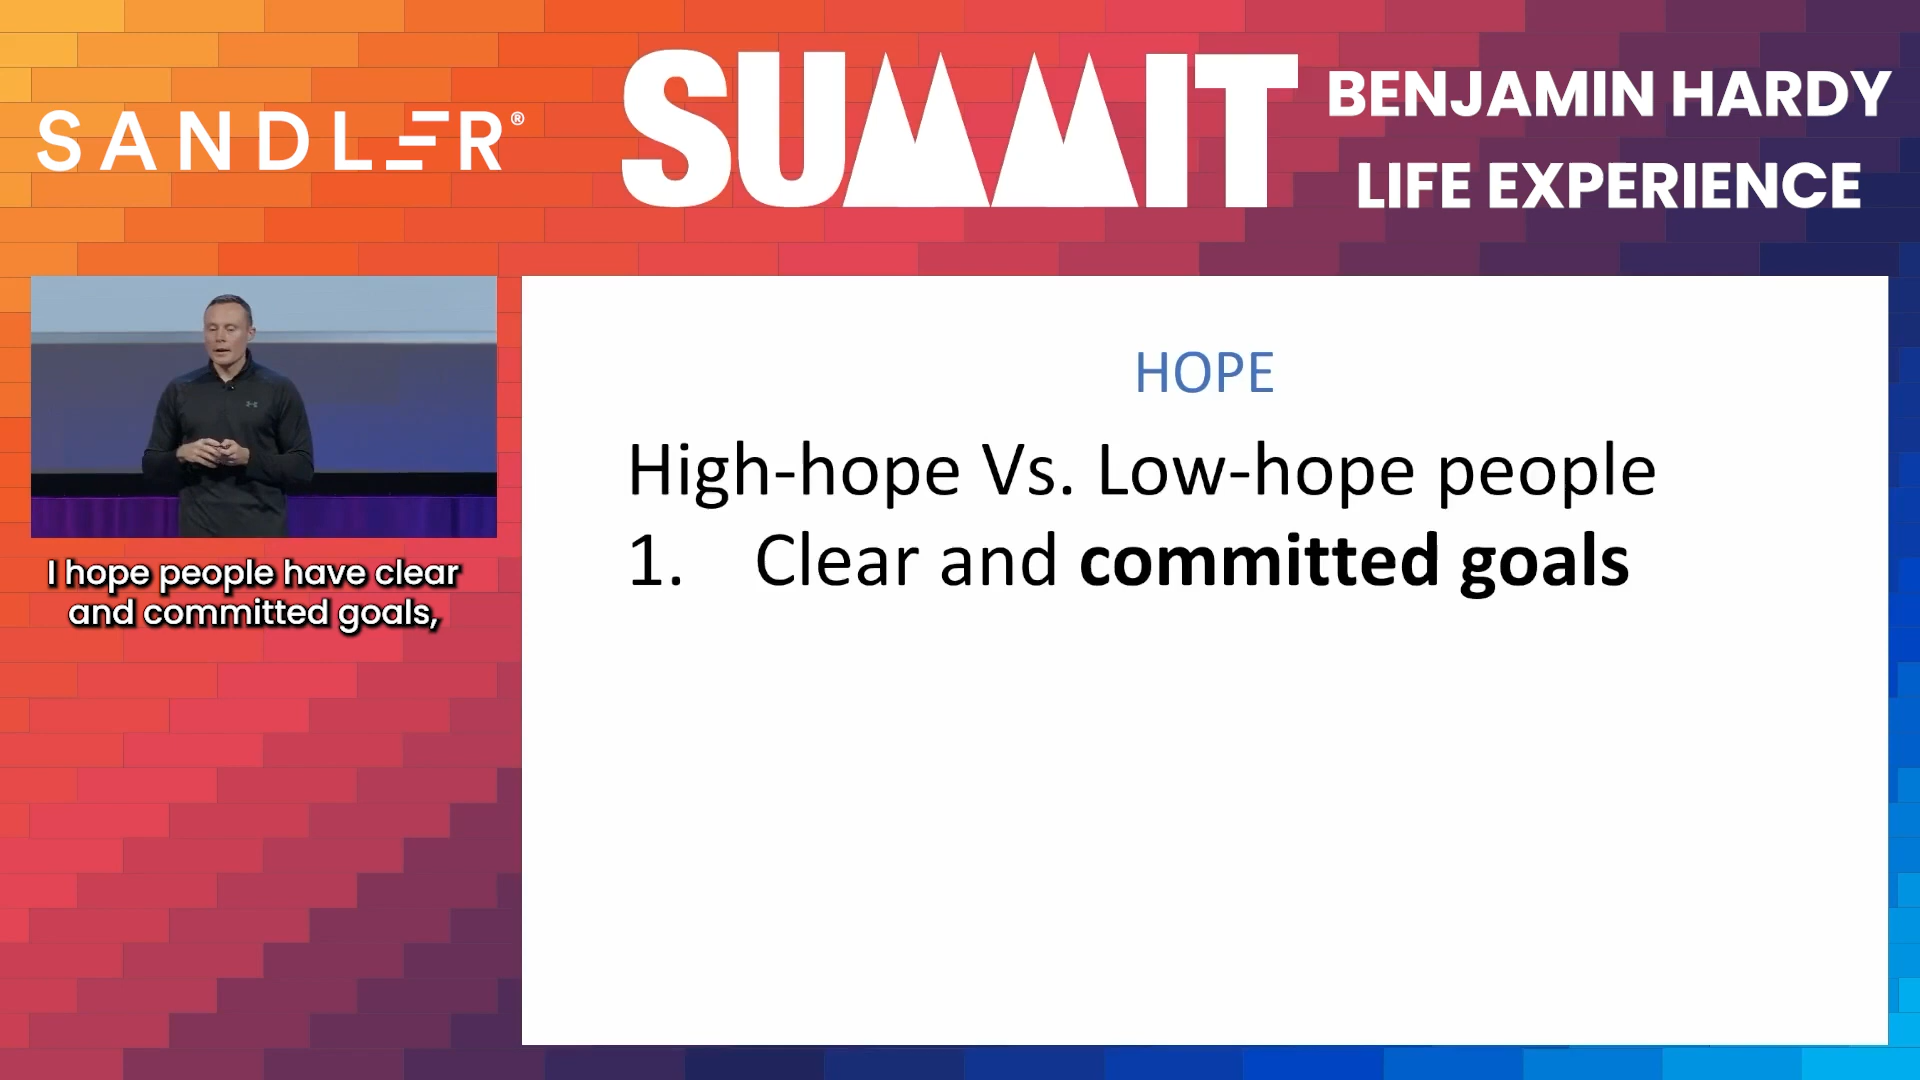 SANDLER®
SUMMIT
BENJAMIN HARDY
LIFE EXPERIENCE
I hope people have clear
and committed goals,
HOPE
High-hope Vs. Low-hope people
1. Clear and committed goals